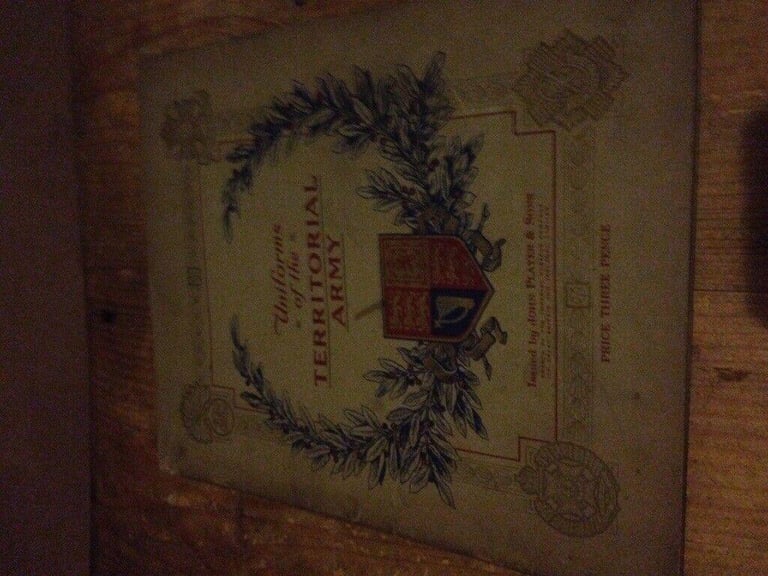 Uniforms
of the
TERRITORIAL
ARMY
Issued by JOHN PLAYER & SONS
PRICE THREE PENCE